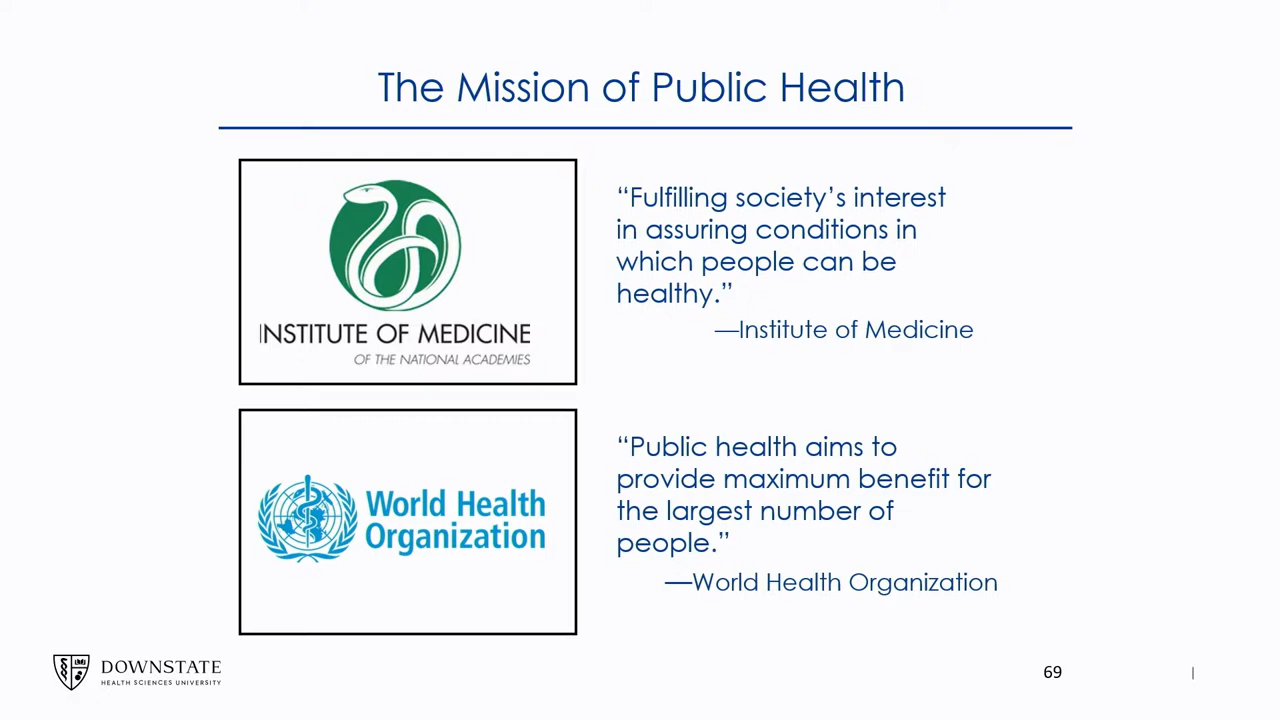 The Mission of Public Health
INSTITUTE OF MEDICINE
OF THE NATIONAL ACADEMIES
“Fulfilling society’s interest
in assuring conditions in
which people can be
healthy.”
—Institute of Medicine
World Health
Organization
“Public health aims to
provide maximum benefit for
the largest number of
people.”
—World Health Organization
DOWNSTATE
HEALTH SCIENCES UNIVERSITY
69
|